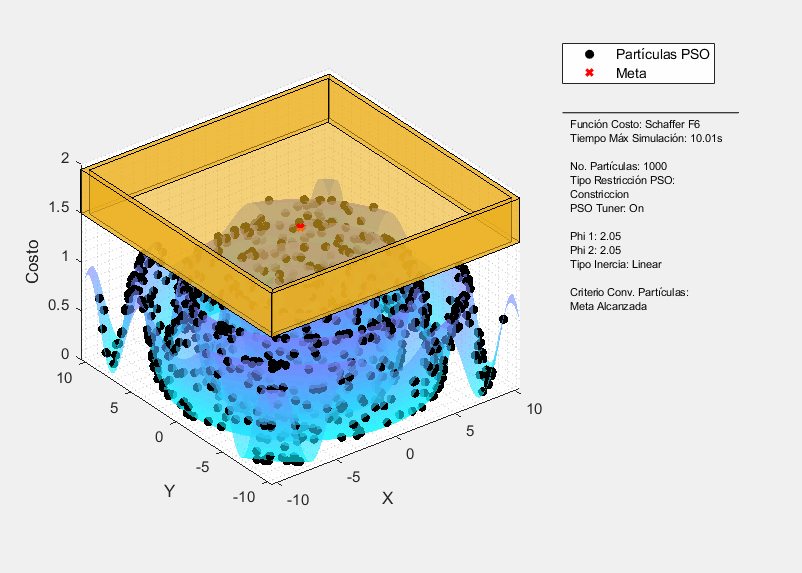 Partículas PSO
Meta
Función Costo: Schaffer F6
Tiempo Máx Simulación: 10.01s
No. Partículas: 1000
Tipo Restricción PSO:
Constriccion
PSO Tuner: On
Phi 1: 2.05
Phi 2: 2.05
Tipo Inercia: Linear
Criterio Conv. Partículas:
Meta Alcanzada
Costo
2
1.5
1
0.5
0
10
5
0
-5
-10
Y
-10
-5
0
5
10
X